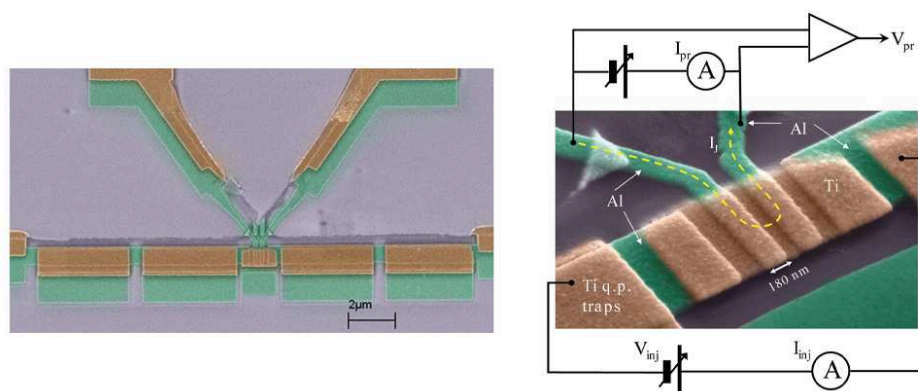 2μm
V_pr
I_pr
A
I_J
Al
Al
Ti
Al
180 nm
Ti q.p.
traps
V_inj
I_inj
A